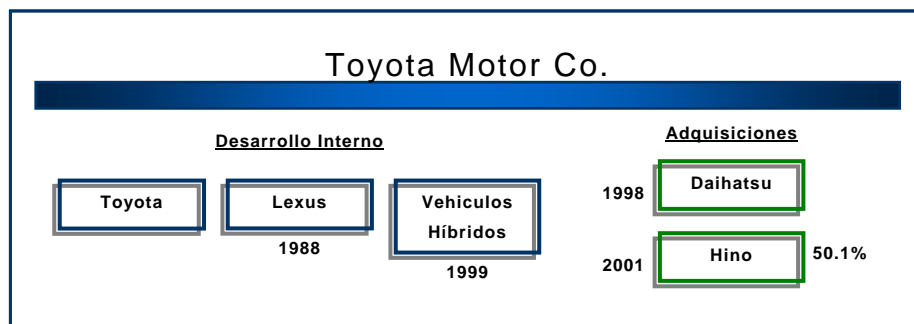 Toyota Motor Co.
Desarrollo Interno
Toyota
Lexus
1988
Vehiculos
Híbridos
1999
Adquisiciones
1998
Daihatsu
2001
Hino
50.1%